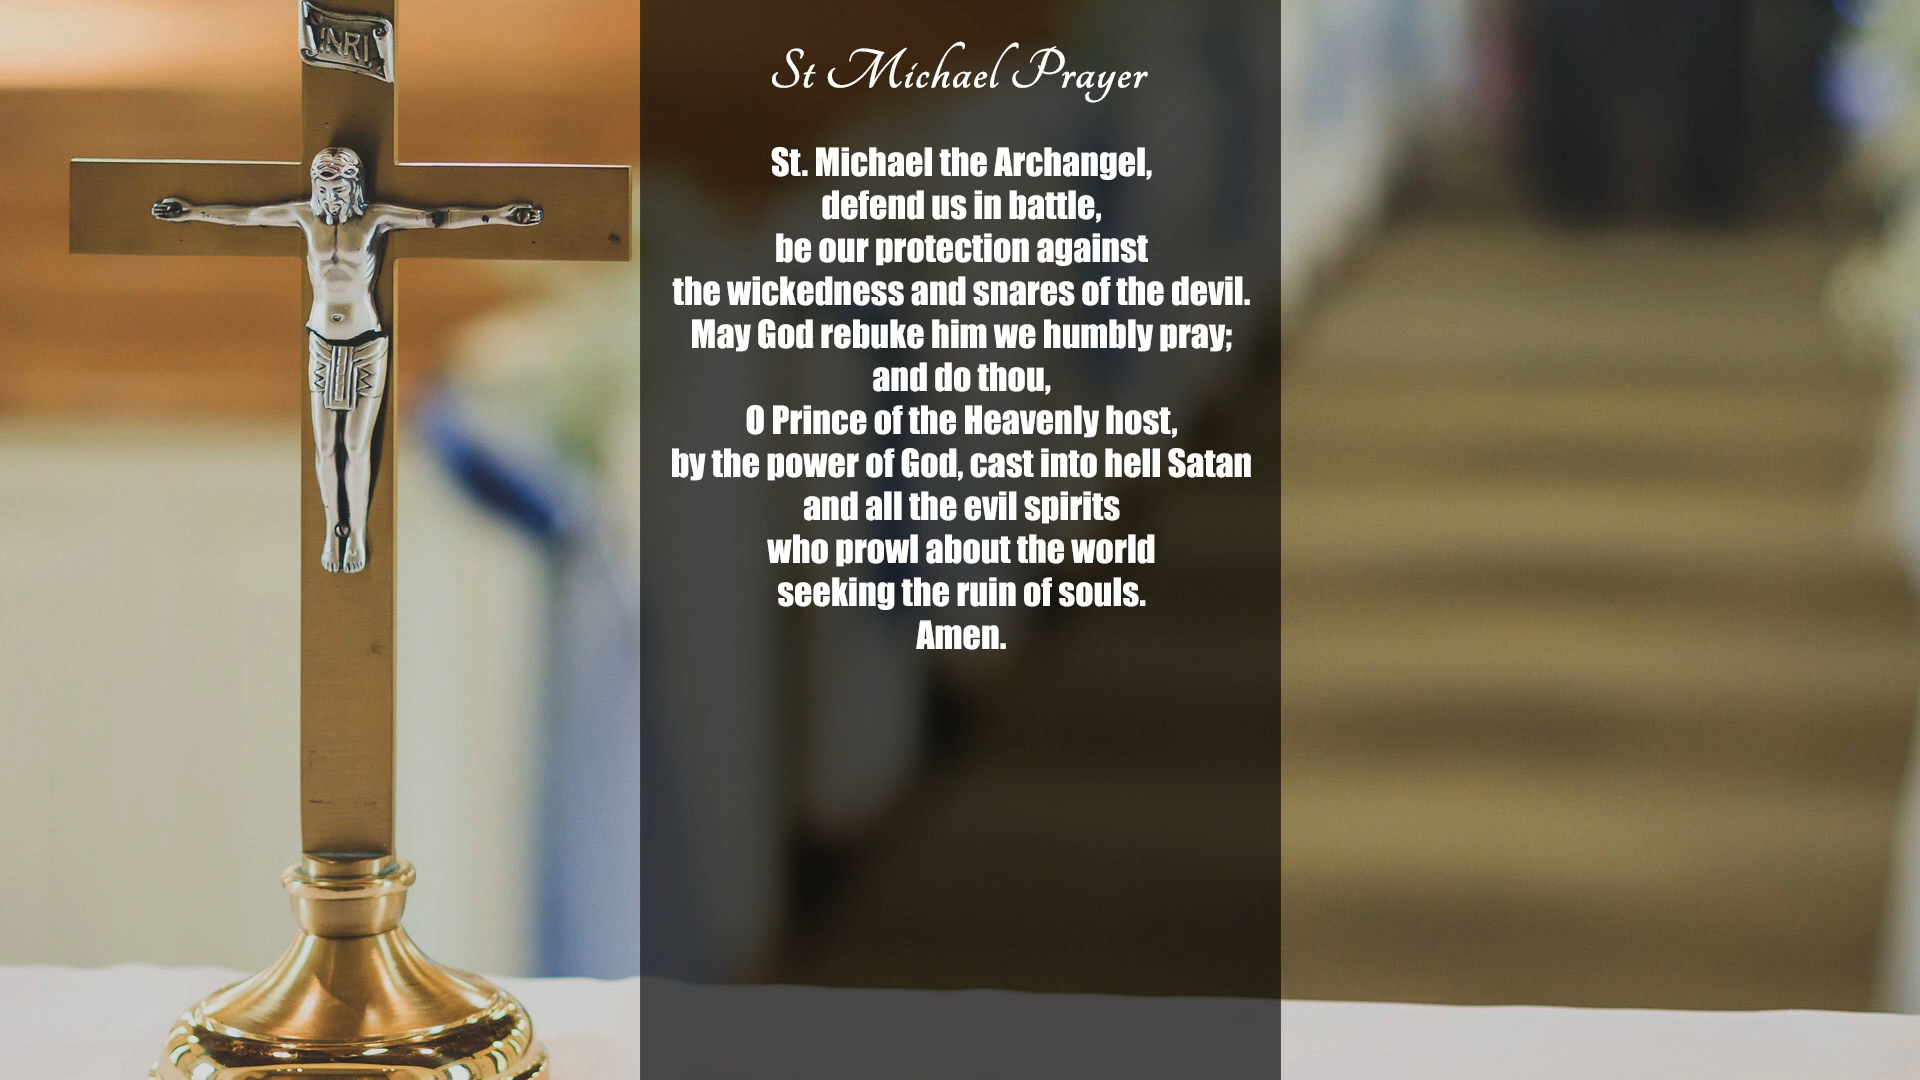 INRI
St Michael Prayer
St. Michael the Archangel,
defend us in battle,
be our protection against
the wickedness and snares of the devil.
May God rebuke him we humbly pray;
and do thou,
O Prince of the Heavenly host,
by the power of God, cast into hell Satan
and all the evil spirits
who prowl about the world
seeking the ruin of souls.
Amen.